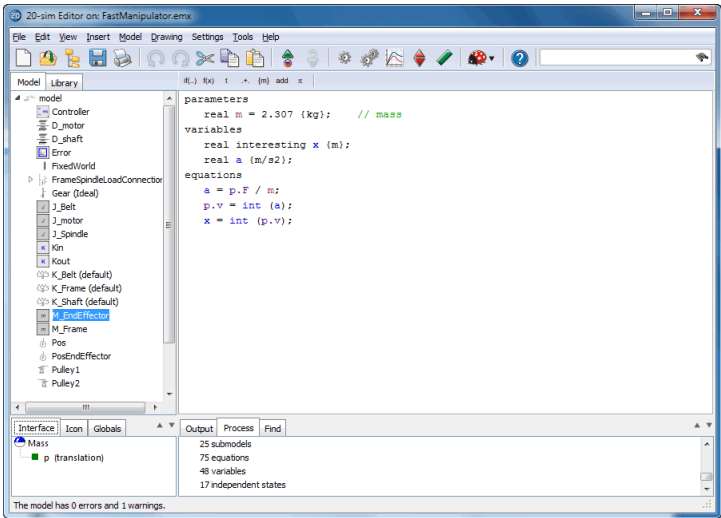 20-sim Editor on: FastManipulator.emx
File Edit View Insert Model Drawing Settings Tools Help
Model Library
if(..) f(x) t .+. {m} add π
model
Controller
D_motor
D_shaft
Error
FixedWorld
FrameSpindleLoadConnection
Gear (Ideal)
J_Belt
J_motor
J_Spindle
Kin
Kout
K_Belt (default)
K_Frame (default)
K_Shaft (default)
M_EndEffector
M_Frame
Pos
PosEndEffector
Pulley1
Pulley2
parameters
real m = 2.307 {kg}; // mass
variables
real interesting x {m};
real a {m/s2};
equations
a = p.F / m;
p.v = int (a);
x = int (p.v);
Interface Icon Globals
Mass
p (translation)
Output Process Find
25 submodels
75 equations
48 variables
17 independent states
The model has 0 errors and 1 warnings.